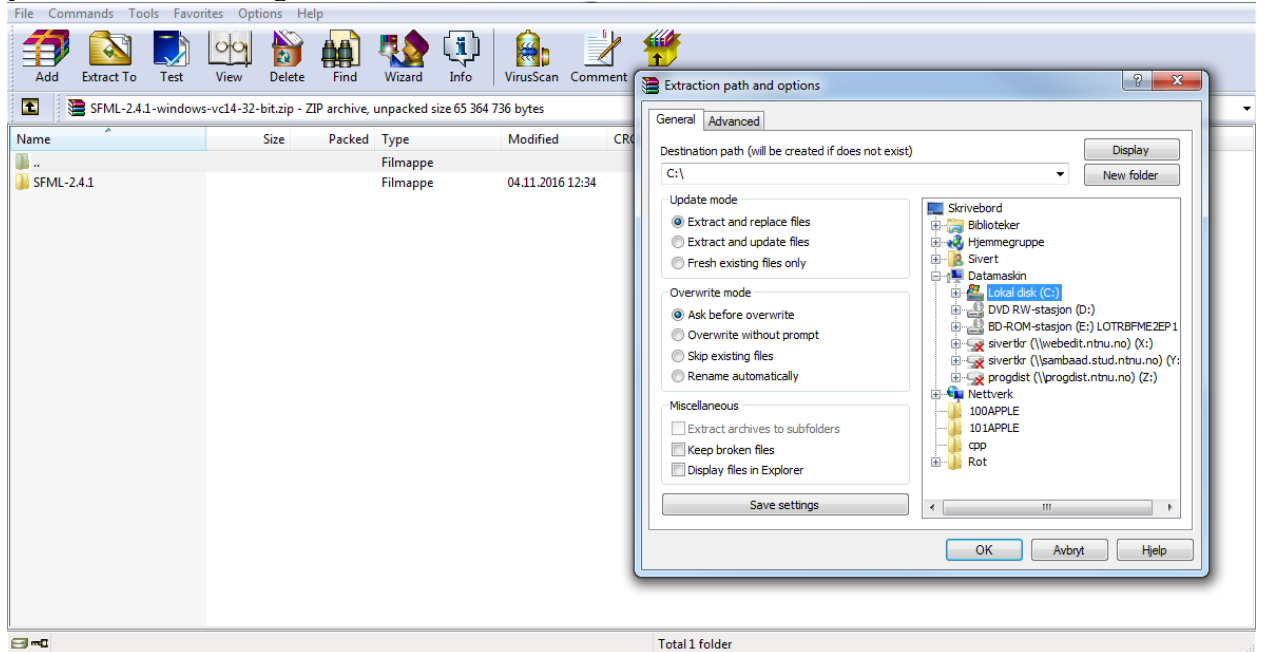 File Commands Tools Favorites Options Help
Add Extract To Test View Delete Find Wizard Info VirusScan Comment
SFML-2.4.1-windows-vc14-32-bit.zip - ZIP archive, unpacked size 65 364 736 bytes
Name Size Packed Type Modified
.. Filmappe
SFML-2.4.1 Filmappe 04.11.2016 12:34
Extraction path and options
General Advanced
Destination path (will be created if does not exist) Display
C:\ New folder
Update mode
Extract and replace files
Extract and update files
Fresh existing files only
Overwrite mode
Ask before overwrite
Overwrite without prompt
Skip existing files
Rename automatically
Miscellaneous
Extract archives to subfolders
Keep broken files
Display files in Explorer
Save settings
Skrivebord
Biblioteker
Hjemmegruppe
Sivert
Datamaskin
Lokal disk (C:)
DVD RW-stasjon (D:)
BD-ROM-stasjon (E:) LOTRBFME2EP1
sivertkr (\\webedit.ntnu.no) (X:)
sivertkr (\\sambaad.stud.ntnu.no) (Y:
progdist (\\progdist.ntnu.no) (Z:)
Nettverk
100APPLE
101APPLE
cpp
Rot
OK Avbryt Hjelp
Total 1 folder